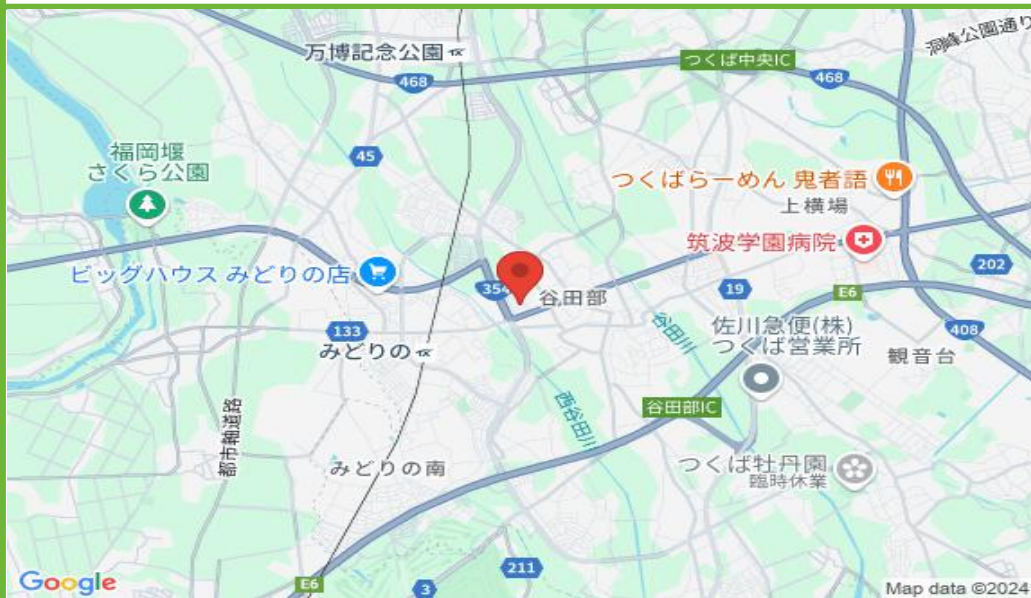 洞峰公園通り
万博記念公園
つくば中央IC
468
468
45
福岡堰
さくら公園
つくばらーめん 鬼者語
上横場
筑波学園病院
ビッグハウス みどりの店
354
谷田部
202
19
E6
133
みどりの
谷田川
佐川急便(株)
つくば営業所
408
観音台
都市軸道路
西谷田川
谷田部IC
みどりの南
つくば牡丹園
臨時休業
211
E6
3
Google
Map data ©2024